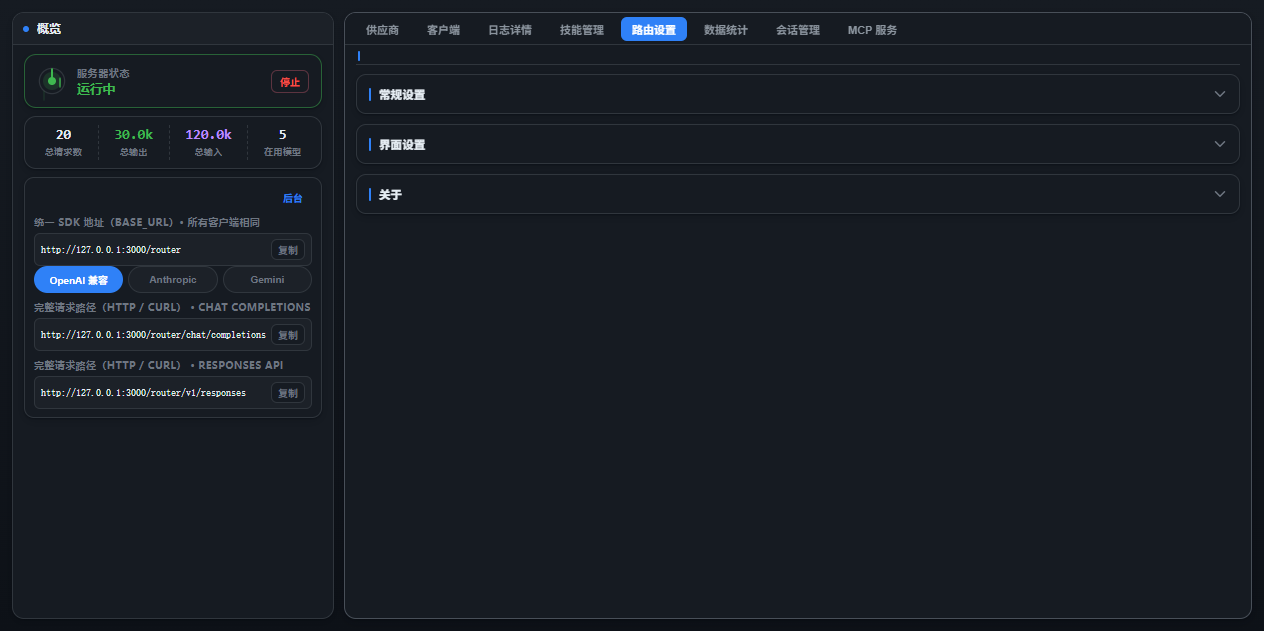 概览
服务器状态
运行中
停止
20 30.0k 120.0k 5
总请求数 总输出 总输入 在用模型
后台
统一 SDK 地址（BASE_URL）• 所有客户端相同
http://127.0.0.1:3000/router 复制
OpenAI 兼容 Anthropic Gemini
完整请求路径（HTTP / CURL） • CHAT COMPLETIONS
http://127.0.0.1:3000/router/chat/completions 复制
完整请求路径（HTTP / CURL） • RESPONSES API
http://127.0.0.1:3000/router/v1/responses 复制
供应商 客户端 日志详情 技能管理 路由设置 数据统计 会话管理 MCP 服务
常规设置
界面设置
关于